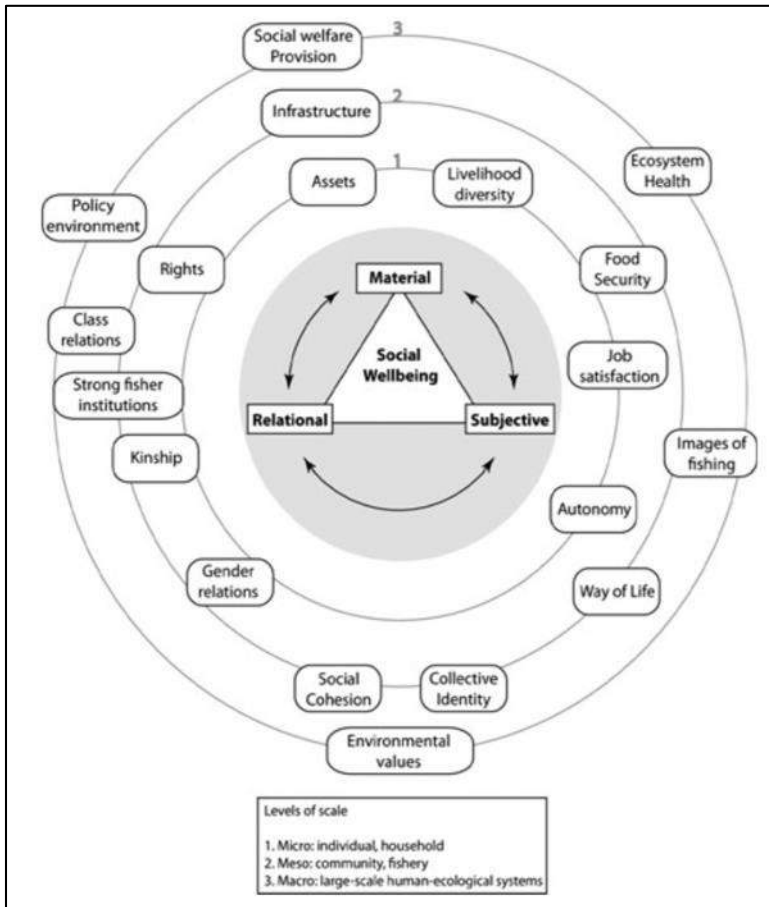 Social welfare
Provision
3
Infrastructure
2
Assets
1
Livelihood
diversity
Ecosystem
Health
Policy
environment
Rights
Food
Security
Material
Class
relations
Social
Wellbeing
Job
satisfaction
Strong fisher
institutions
Relational
Subjective
Kinship
Images of
fishing
Autonomy
Gender
relations
Way of Life
Social
Cohesion
Collective
Identity
Environmental
values
Levels of scale
1. Micro: individual, household
2. Meso: community, fishery
3. Macro: large-scale human-ecological systems